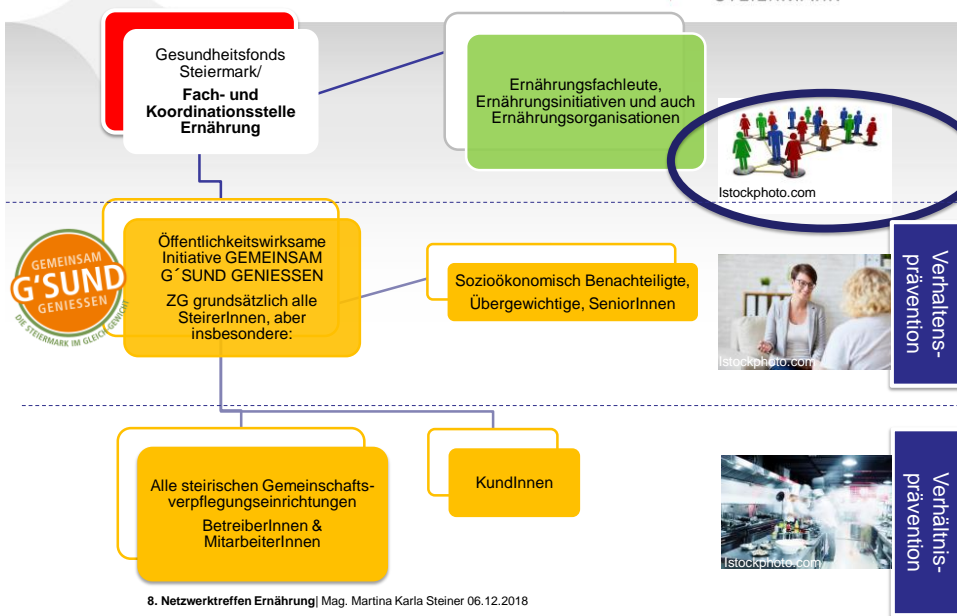 Gesundheitsfonds
Steiermark/
Fach- und
Koordinationsstelle
Ernährung
Ernährungsfachleute,
Ernährungsinitiativen und auch
Ernährungsorganisationen
Istockphoto.com
GEMEINSAM
G'SUND
GENIESSEN
DIE STEIERMARK IM GLEICHGEWICHT
Öffentlichkeitswirksame
Initiative GEMEINSAM
G´SUND GENIESSEN
ZG grundsätzlich alle
SteirerInnen, aber
insbesondere:
Sozioökonomisch Benachteiligte,
Übergewichtige, SeniorInnen
Istockphoto.com
Verhaltens-
prävention
Alle steirischen Gemeinschafts-
verpflegungseinrichtungen
BetreiberInnen &
MitarbeiterInnen
KundInnen
Istockphoto.com
Verhältnis-
prävention
8. Netzwerktreffen Ernährung| Mag. Martina Karla Steiner 06.12.2018